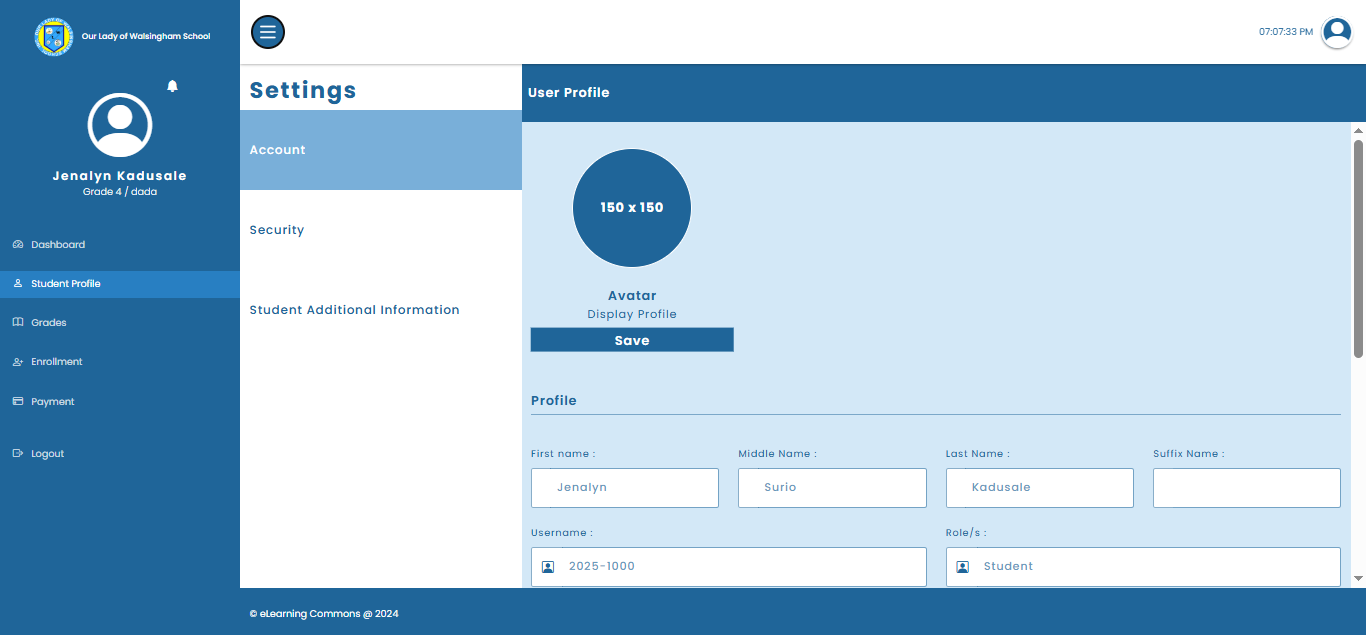 Our Lady of Walsingham School
Jenalyn Kadusale
Grade 4 / dada
Dashboard
Student Profile
Grades
Enrollment
Payment
Logout
07:07:33 PM
Settings
Account
Security
Student Additional Information
User Profile
150 x 150
Avatar
Display Profile
Save
Profile
First name : Middle Name : Last Name : Suffix Name :
Jenalyn Surio Kadusale
Username : Role/s :
2025-1000 Student
© eLearning Commons @ 2024